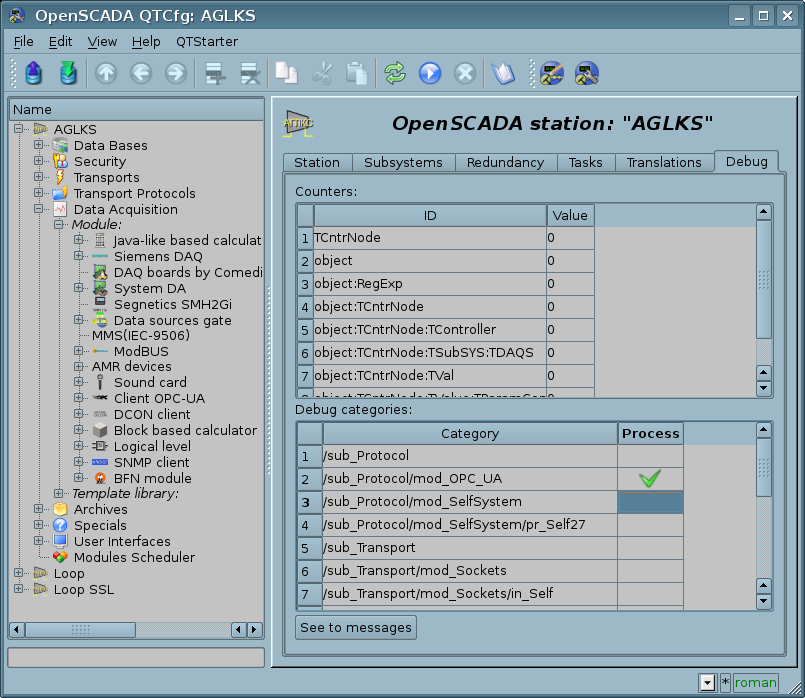 OpenSCADA QTCfg: AGLKS
File Edit View Help QTStarter
Name
AGLKS
Data Bases
Security
Transports
Transport Protocols
Data Acquisition
Module:
Java-like based calculat
Siemens DAQ
DAQ boards by Comedi
System DA
Segnetics SMH2Gi
Data sources gate
MMS(IEC-9506)
ModBUS
AMR devices
Sound card
Client OPC-UA
DCON client
Block based calculator
Logical level
SNMP client
BFN module
Template library:
Archives
Specials
User Interfaces
Modules Scheduler
Loop
Loop SSL
АГЛКС
OpenSCADA station: "AGLKS"
Station Subsystems Redundancy Tasks Translations Debug
Counters:
ID Value
1 TCntrNode 0
2 object 0
3 object:RegExp 0
4 object:TCntrNode 0
5 object:TCntrNode:TController 0
6 object:TCntrNode:TSubSYS:TDAQS 0
7 object:TCntrNode:TVal 0
Debug categories:
Category Process
1 /sub_Protocol
2 /sub_Protocol/mod_OPC_UA
3 /sub_Protocol/mod_SelfSystem
4 /sub_Protocol/mod_SelfSystem/pr_Self27
5 /sub_Transport
6 /sub_Transport/mod_Sockets
7 /sub_Transport/mod_Sockets/in_Self
See to messages
* roman